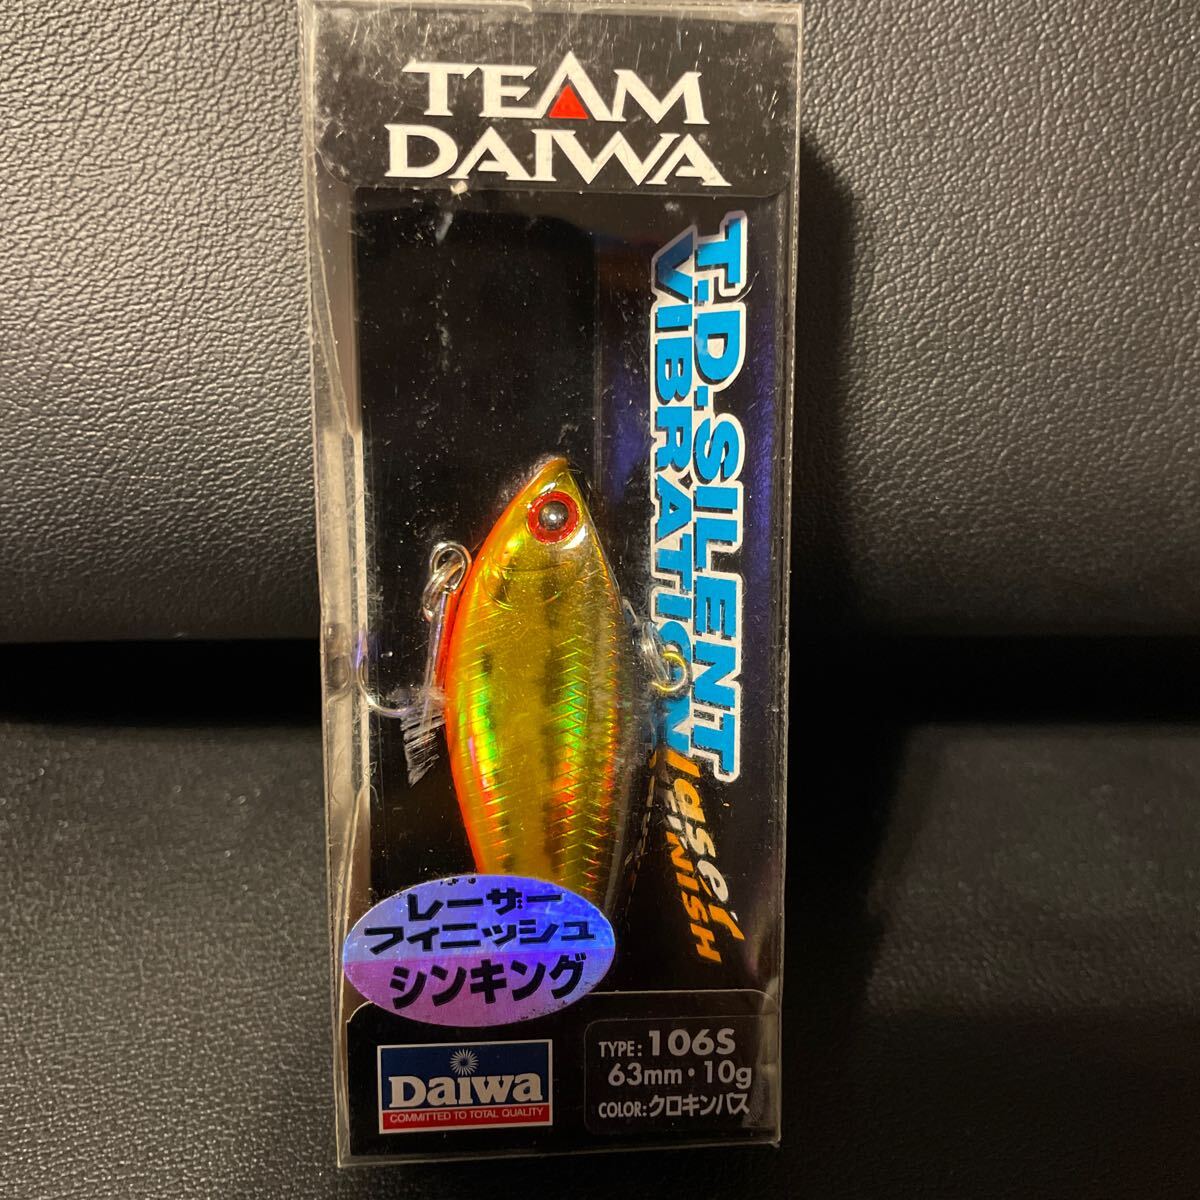 TEAM
DAIWA
T.D.SILENT
VIBRATION
laser
FINISH
レーザー
フィニッシュ
シンキング
Daiwa
COMMITTED TO TOTAL QUALITY
TYPE: 106S
63mm・10g
COLOR: クロキンバス